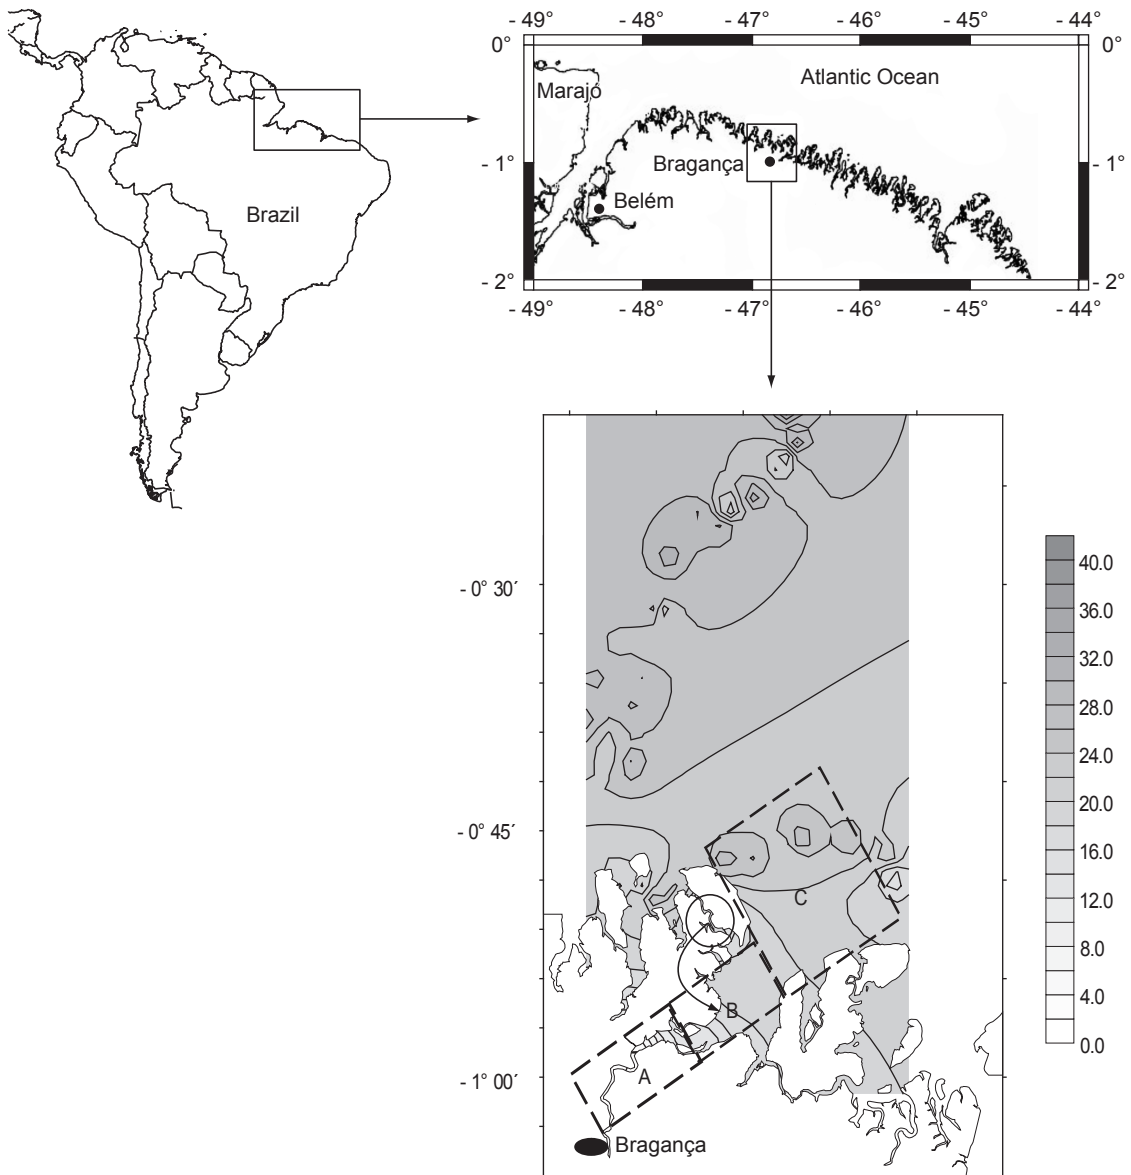 - 49° - 48° - 47° - 46° - 45° - 44°
0° 0°
Atlantic Ocean
Marajó
- 1° - 1°
Bragança
Belém
Brazil
- 2° - 2°
- 49° - 48° - 47° - 46° - 45° - 44°
40.0
- 0° 30´
36.0
32.0
28.0
24.0
20.0
- 0° 45´
16.0
C
12.0
8.0
B
4.0
0.0
A
- 1° 00´
Bragança